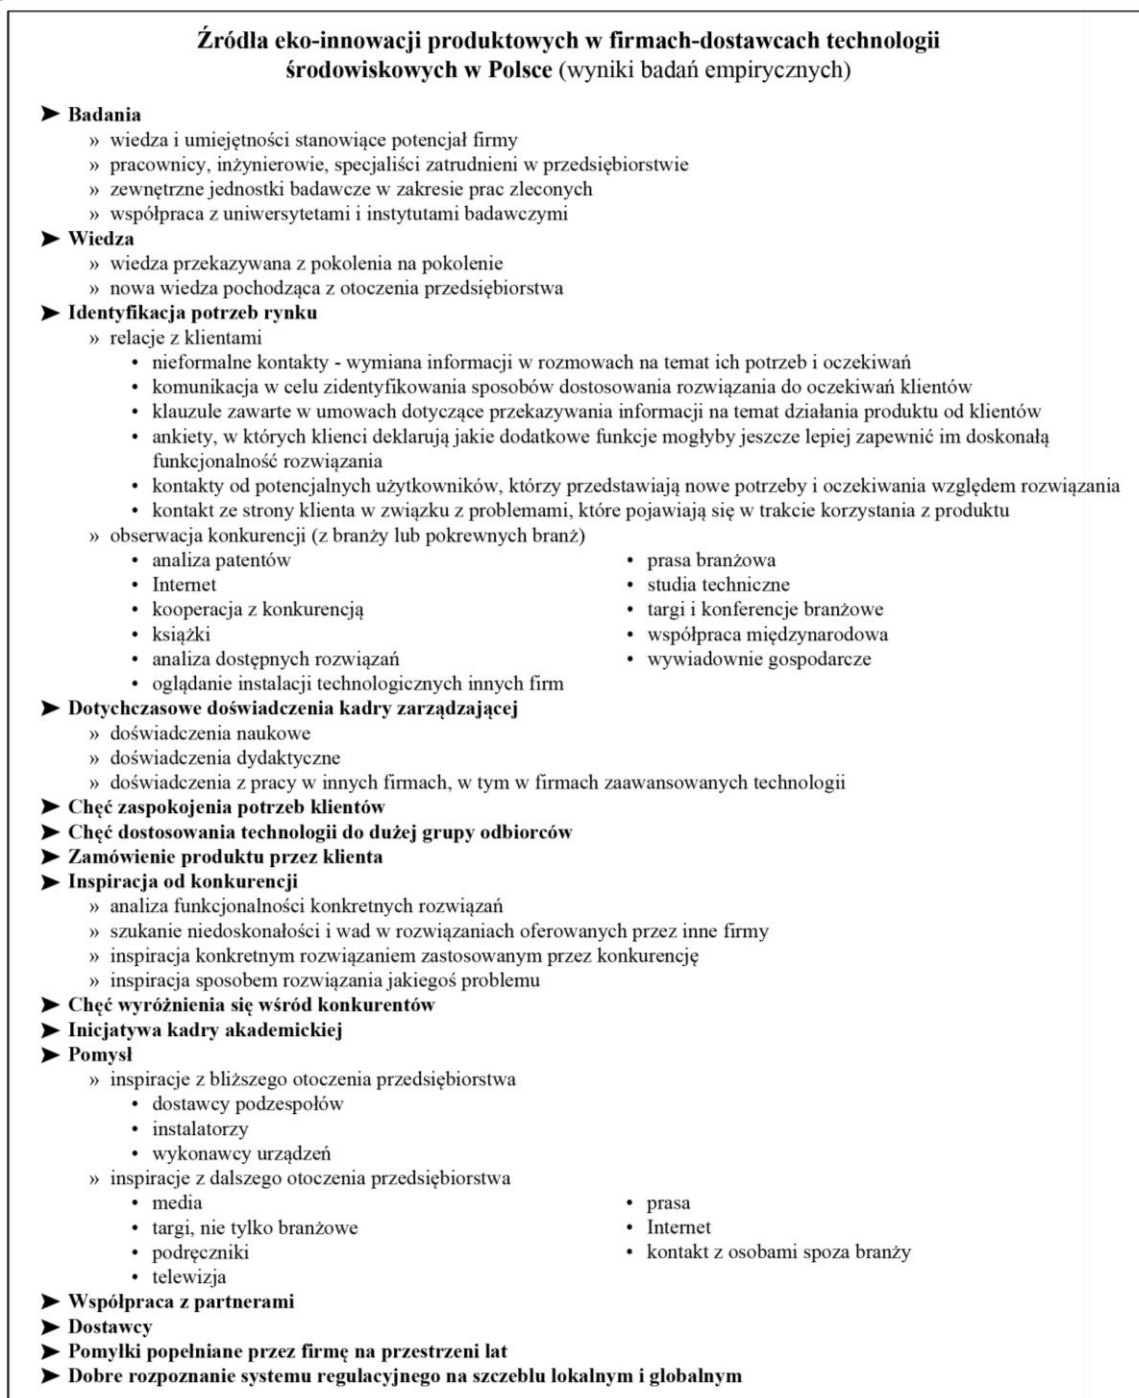 Źródła eko-innowacji produktowych w firmach-dostawcach technologii
środowiskowych w Polsce (wyniki badań empirycznych)
➤ Badania
» wiedza i umiejętności stanowiące potencjał firmy
» pracownicy, inżynierowie, specjaliści zatrudnieni w przedsiębiorstwie
» zewnętrzne jednostki badawcze w zakresie prac zleconych
» współpraca z uniwersytetami i instytutami badawczymi
➤ Wiedza
» wiedza przekazywana z pokolenia na pokolenie
» nowa wiedza pochodząca z otoczenia przedsiębiorstwa
➤ Identyfikacja potrzeb rynku
» relacje z klientami
• nieformalne kontakty - wymiana informacji w rozmowach na temat ich potrzeb i oczekiwań
• komunikacja w celu zidentyfikowania sposobów dostosowania rozwiązania do oczekiwań klientów
• klauzule zawarte w umowach dotyczące przekazywania informacji na temat działania produktu od klientów
• ankiety, w których klienci deklarują jakie dodatkowe funkcje mogłyby jeszcze lepiej zapewnić im doskonałą
funkcjonalność rozwiązania
• kontakty od potencjalnych użytkowników, którzy przedstawiają nowe potrzeby i oczekiwania względem rozwiązania
• kontakt ze strony klienta w związku z problemami, które pojawiają się w trakcie korzystania z produktu
» obserwacja konkurencji (z branży lub pokrewnych branż)
• analiza patentów
• Internet
• kooperacja z konkurencją
• książki
• analiza dostępnych rozwiązań
• oglądanie instalacji technologicznych innych firm
• prasa branżowa
• studia techniczne
• targi i konferencje branżowe
• współpraca międzynarodowa
• wywiadownie gospodarcze
➤ Dotychczasowe doświadczenia kadry zarządzającej
» doświadczenia naukowe
» doświadczenia dydaktyczne
» doświadczenia z pracy w innych firmach, w tym w firmach zaawansowanych technologii
➤ Chęć zaspokojenia potrzeb klientów
➤ Chęć dostosowania technologii do dużej grupy odbiorców
➤ Zamówienie produktu przez klienta
➤ Inspiracja od konkurencji
» analiza funkcjonalności konkretnych rozwiązań
» szukanie niedoskonałości i wad w rozwiązaniach oferowanych przez inne firmy
» inspiracja konkretnym rozwiązaniem zastosowanym przez konkurencję
» inspiracja sposobem rozwiązania jakiegoś problemu
➤ Chęć wyróżnienia się wśród konkurentów
➤ Inicjatywa kadry akademickiej
➤ Pomysł
» inspiracje z bliższego otoczenia przedsiębiorstwa
• dostawcy podzespołów
• instalatorzy
• wykonawcy urządzeń
» inspiracje z dalszego otoczenia przedsiębiorstwa
• media
• targi, nie tylko branżowe
• podręczniki
• telewizja
• prasa
• Internet
• kontakt z osobami spoza branży
➤ Współpraca z partnerami
➤ Dostawcy
➤ Pomyłki popełniane przez firmę na przestrzeni lat
➤ Dobre rozpoznanie systemu regulacyjnego na szczeblu lokalnym i globalnym